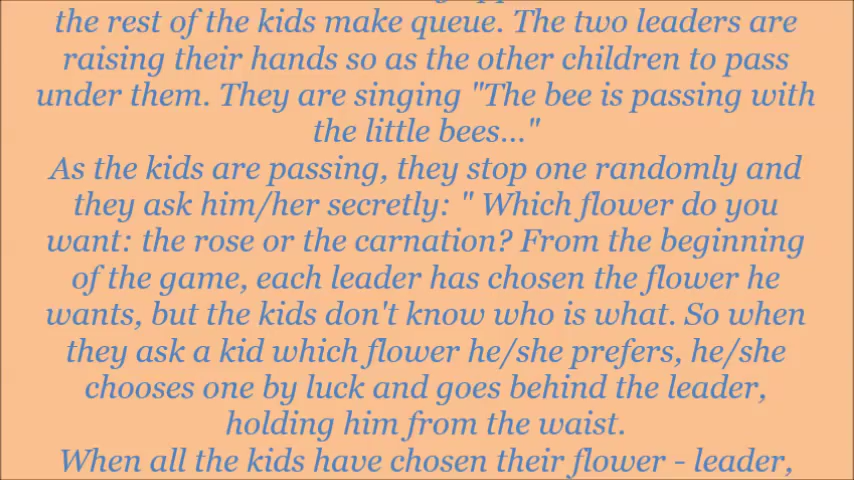 the rest of the kids make queue. The two leaders are
raising their hands so as the other children to pass
under them. They are singing "The bee is passing with
the little bees..."
As the kids are passing, they stop one randomly and
they ask him/her secretly: " Which flower do you
want: the rose or the carnation? From the beginning
of the game, each leader has chosen the flower he
wants, but the kids don't know who is what. So when
they ask a kid which flower he/she prefers, he/she
chooses one by luck and goes behind the leader,
holding him from the waist.
When all the kids have chosen their flower - leader,